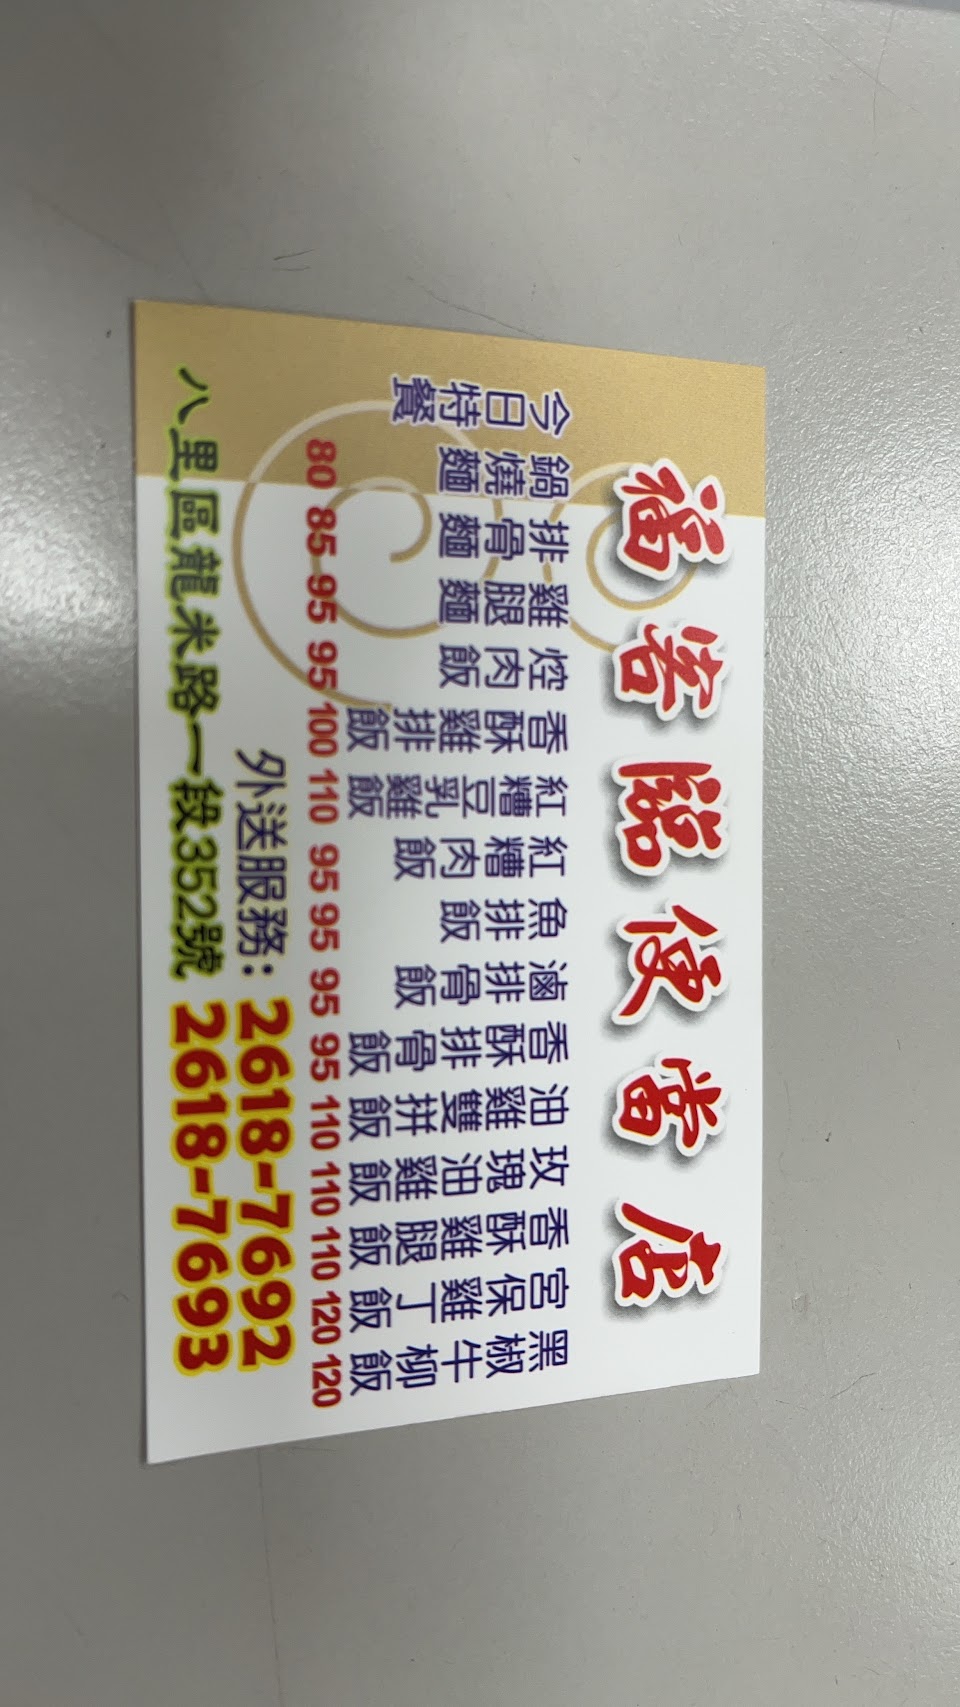 福客臨便當店
今日特餐
鍋燒麵 80
排骨麵 85
雞腿麵 95
焢肉飯 95
香酥雞排飯 100
紅糟豆乳雞飯 110
紅糟肉飯 95
魚排飯 95
滷排骨飯 95
香酥排骨飯 95
油雞雙拼飯 110
玫瑰油雞飯 110
香酥雞腿飯 110
宮保雞丁飯 120
黑椒牛柳飯 120
外送服務：2618-7692
八里區龍米路一段352號 2618-7693